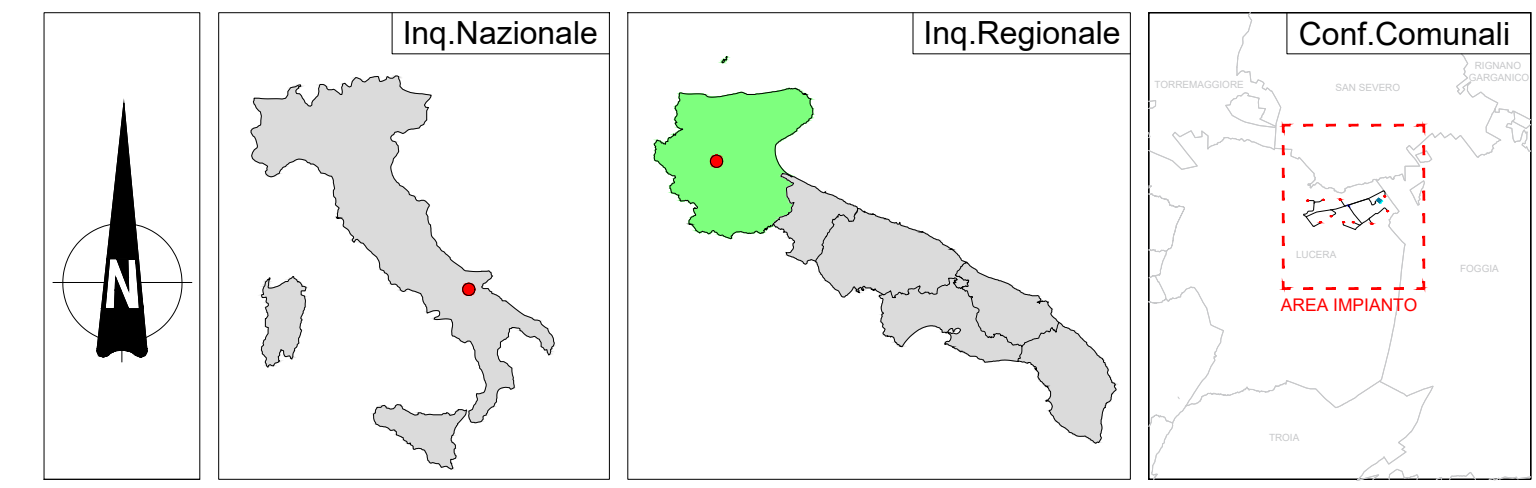 N
Inq.Nazionale
Inq.Regionale
Conf.Comunali
RIGNANO
GARGANICO
TORREMAGGIORE
SAN SEVERO
LUCERA
FOGGIA
AREA IMPIANTO
TROIA